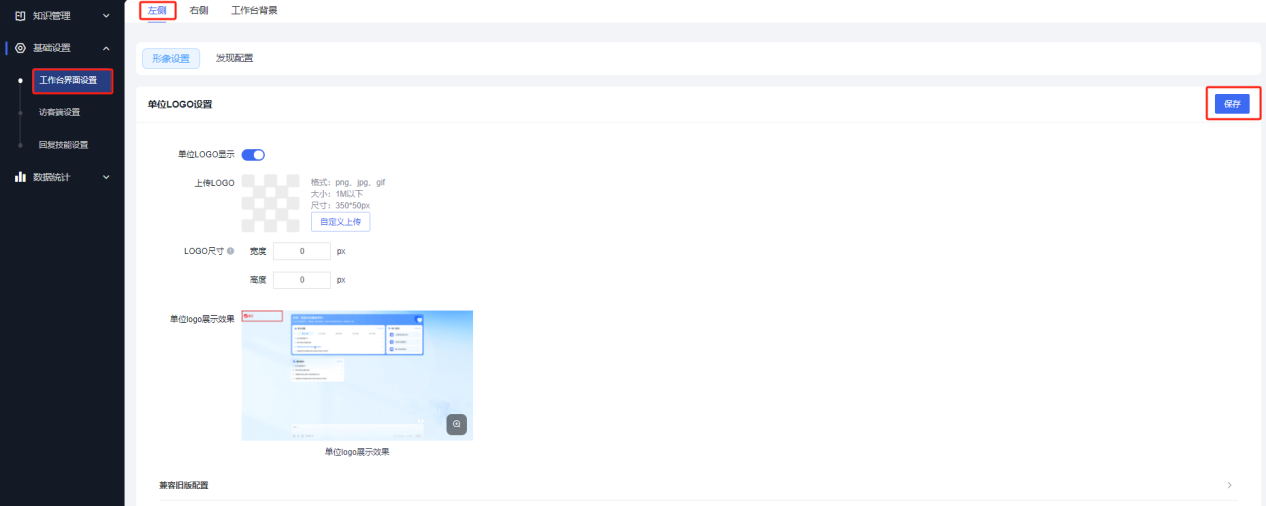 知识管理
基础设置
工作台界面设置
访客端设置
回复技能设置
数据统计
左侧 右侧 工作台背景
形象设置 发现配置
单位LOGO设置 保存
单位LOGO显示
上传LOGO
格式：png、jpg、gif
大小：1M以下
尺寸：350*50px
自定义上传
LOGO尺寸 宽度 0 px
高度 0 px
单位logo展示效果
单位logo展示效果
兼容旧版配置